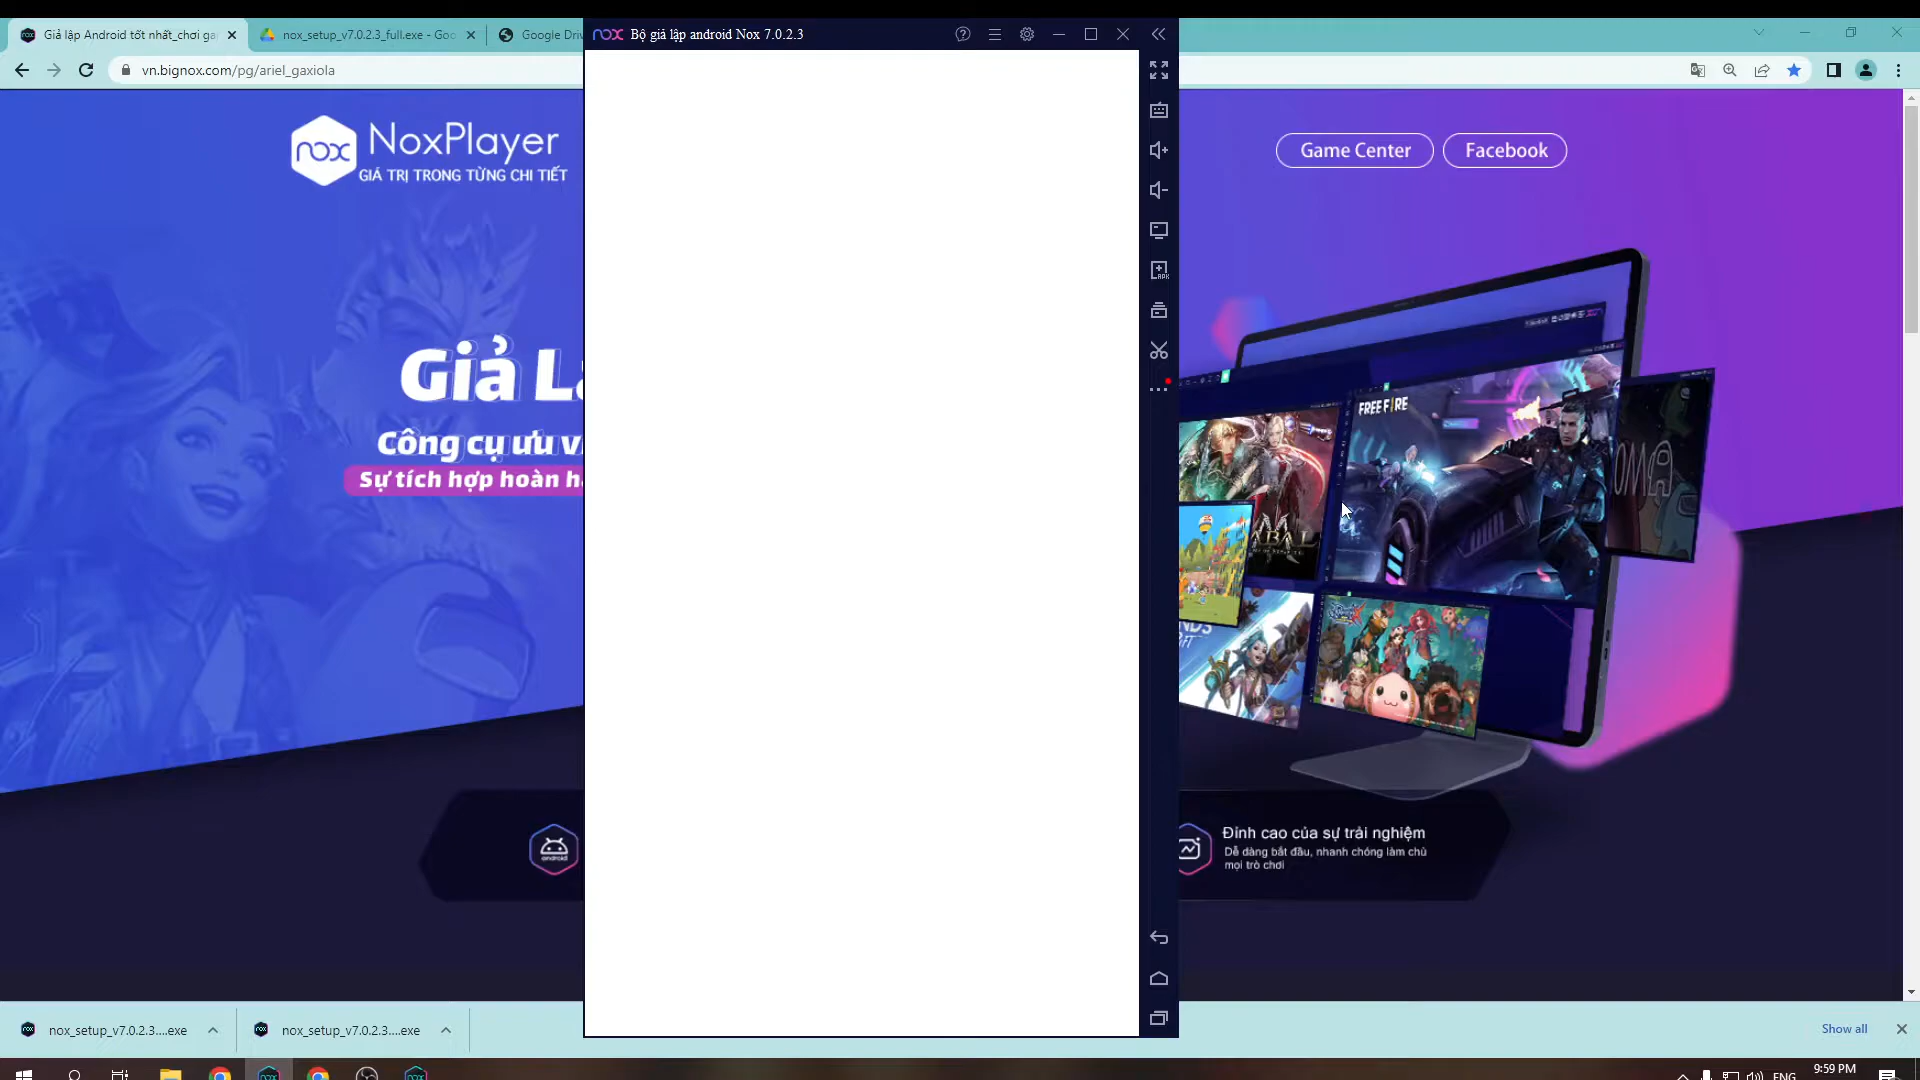 Giả lập Android tốt nhất_chơi ga
nox_setup_v7.0.2.3_full.exe - Goo
Google Driv
nox Bộ giả lập android Nox 7.0.2.3
vn.bignox.com/pg/ariel_gaxiola
nox NoxPlayer
GIÁ TRỊ TRONG TỪNG CHI TIẾT
Game Center
Facebook
APK
Giả L
Công cụ ưu v
Sự tích hợp hoàn h
FREE FIRE
android
Đỉnh cao của sự trải nghiệm
Dễ dàng bắt đầu, nhanh chóng làm chủ
mọi trò chơi
nox_setup_v7.0.2.3....exe
nox_setup_v7.0.2.3....exe
Show all
ENG
9:59 PM